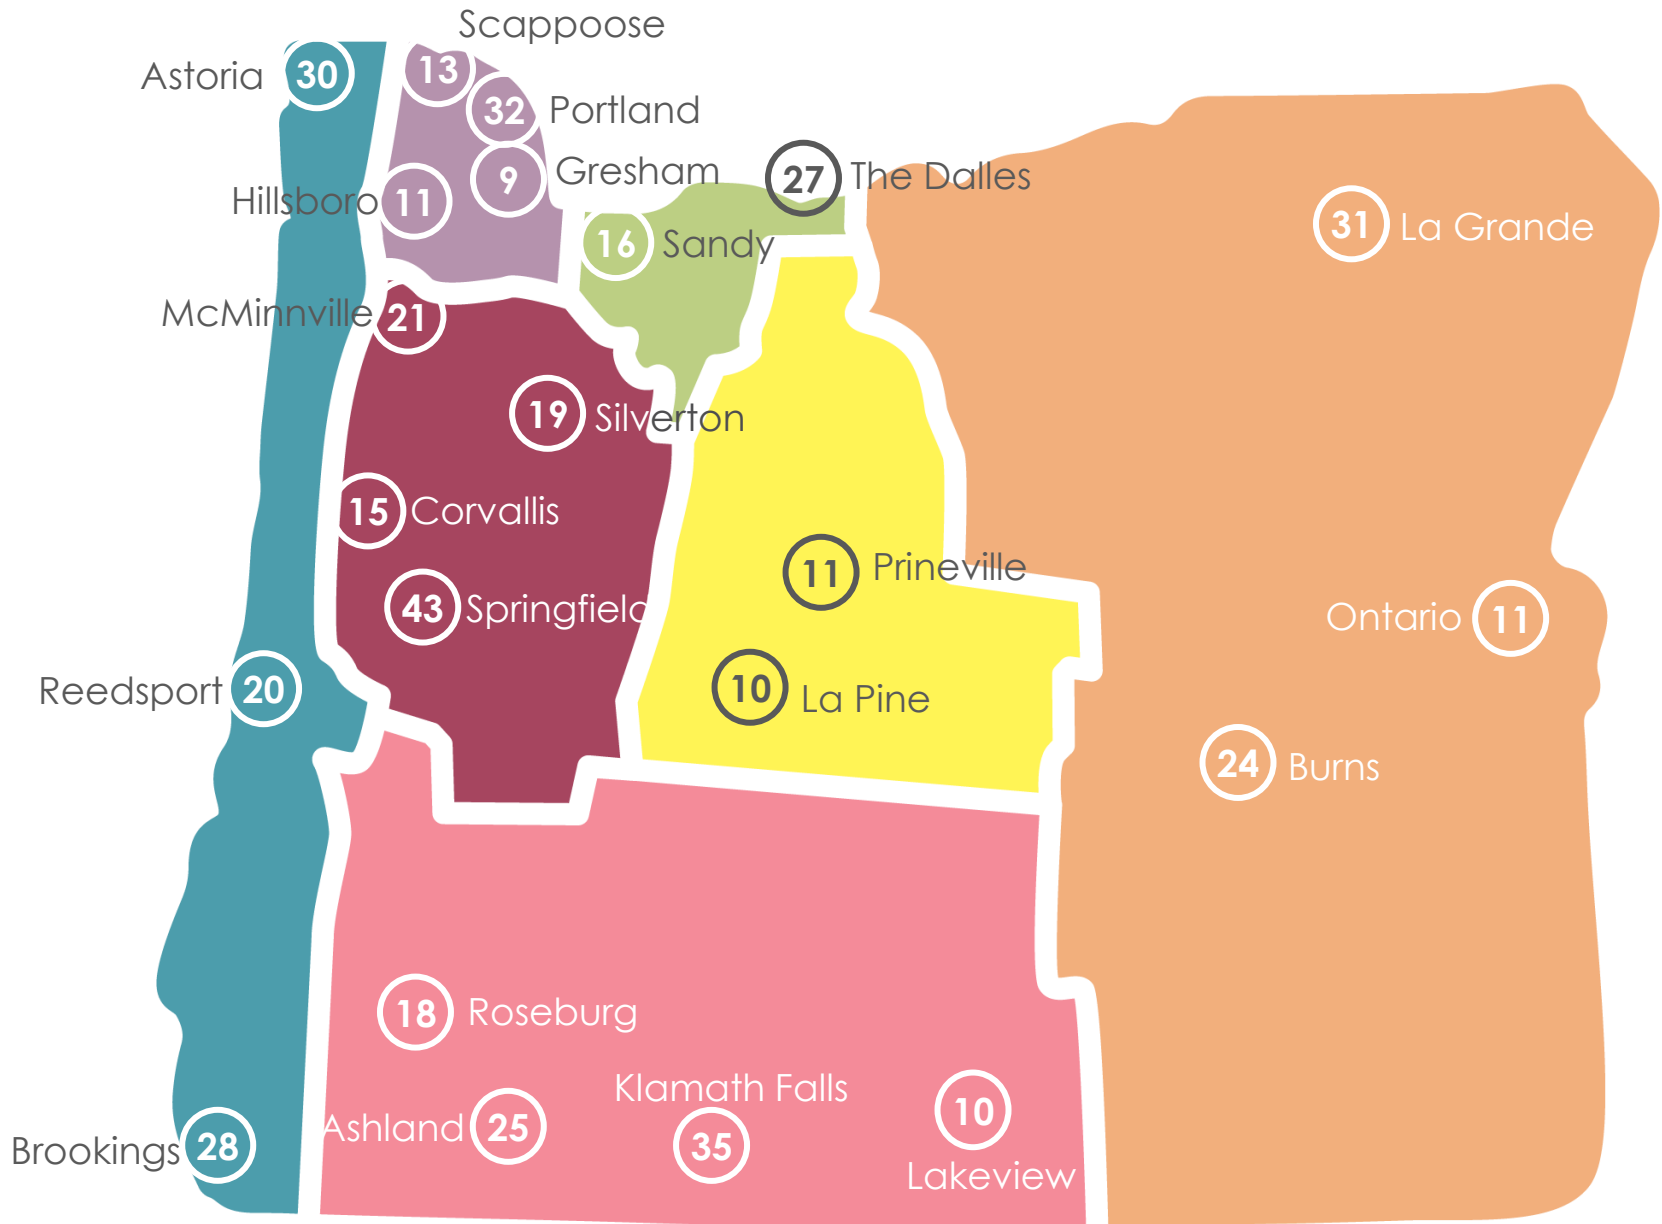 Scappoose
13
Astoria 30
32 Portland
9 Gresham
27 The Dalles
Hillsboro 11
31 La Grande
16 Sandy
McMinnville 21
19 Silverton
15 Corvallis
11 Prineville
43 Springfield
Ontario 11
Reedsport 20
10 La Pine
24 Burns
18 Roseburg
Klamath Falls
35
10
Lakeview
Ashland 25
Brookings 28